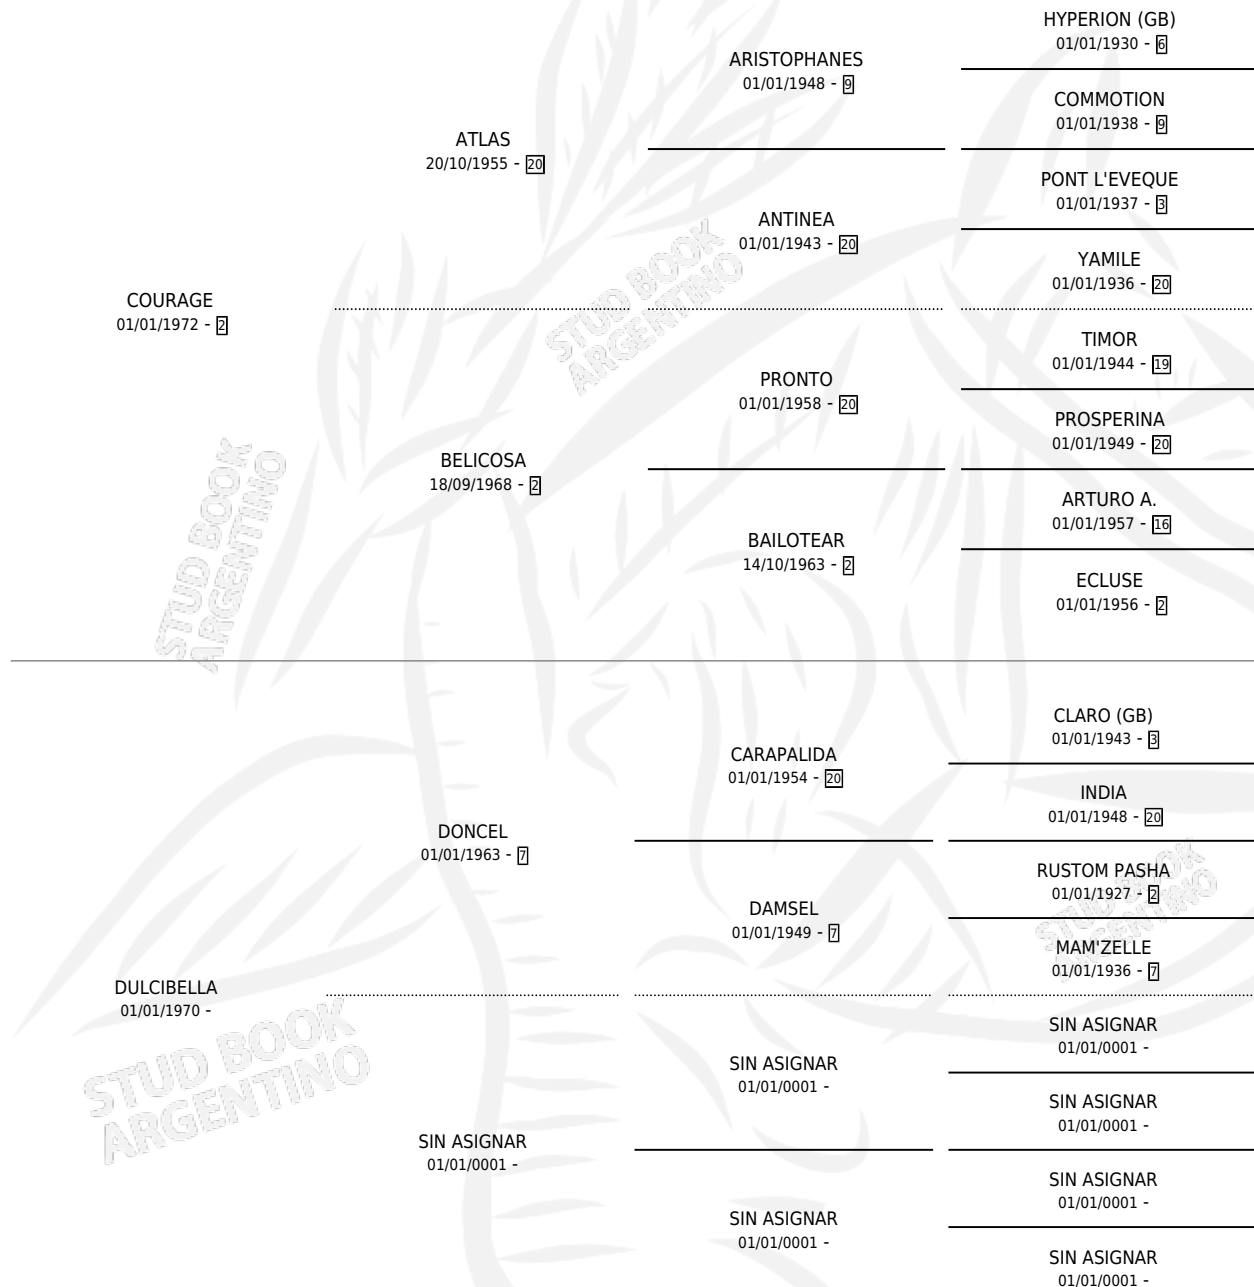 HYPERION (GB)
01/01/1930 - 6
ARISTOPHANES
01/01/1948 - 9
COMMOTION
01/01/1938 - 9
ATLAS
20/10/1955 - 20
PONT L'EVEQUE
01/01/1937 - 3
ANTINEA
01/01/1943 - 20
YAMILE
01/01/1936 - 20
COURAGE
01/01/1972 - 2
TIMOR
01/01/1944 - 19
PRONTO
01/01/1958 - 20
PROSPERINA
01/01/1949 - 20
BELICOSA
18/09/1968 - 2
ARTURO A.
01/01/1957 - 16
BAILOTEAR
14/10/1963 - 2
ECLUSE
01/01/1956 - 2
CLARO (GB)
01/01/1943 - 3
CARAPALIDA
01/01/1954 - 20
INDIA
01/01/1948 - 20
DONCEL
01/01/1963 - 7
RUSTOM PASHA
01/01/1927 - 2
DAMSEL
01/01/1949 - 7
MAM'ZELLE
01/01/1936 - 7
DULCIBELLA
01/01/1970 -
SIN ASIGNAR
01/01/0001 -
SIN ASIGNAR
01/01/0001 -
SIN ASIGNAR
01/01/0001 -
SIN ASIGNAR
01/01/0001 -
SIN ASIGNAR
01/01/0001 -
SIN ASIGNAR
01/01/0001 -
SIN ASIGNAR
01/01/0001 -
STUD BOOK
ARGENTINO
STUD BOOK
ARGENTINO
STUD BOOK
ARGENTINO
STUD BOOK
ARGENTINO